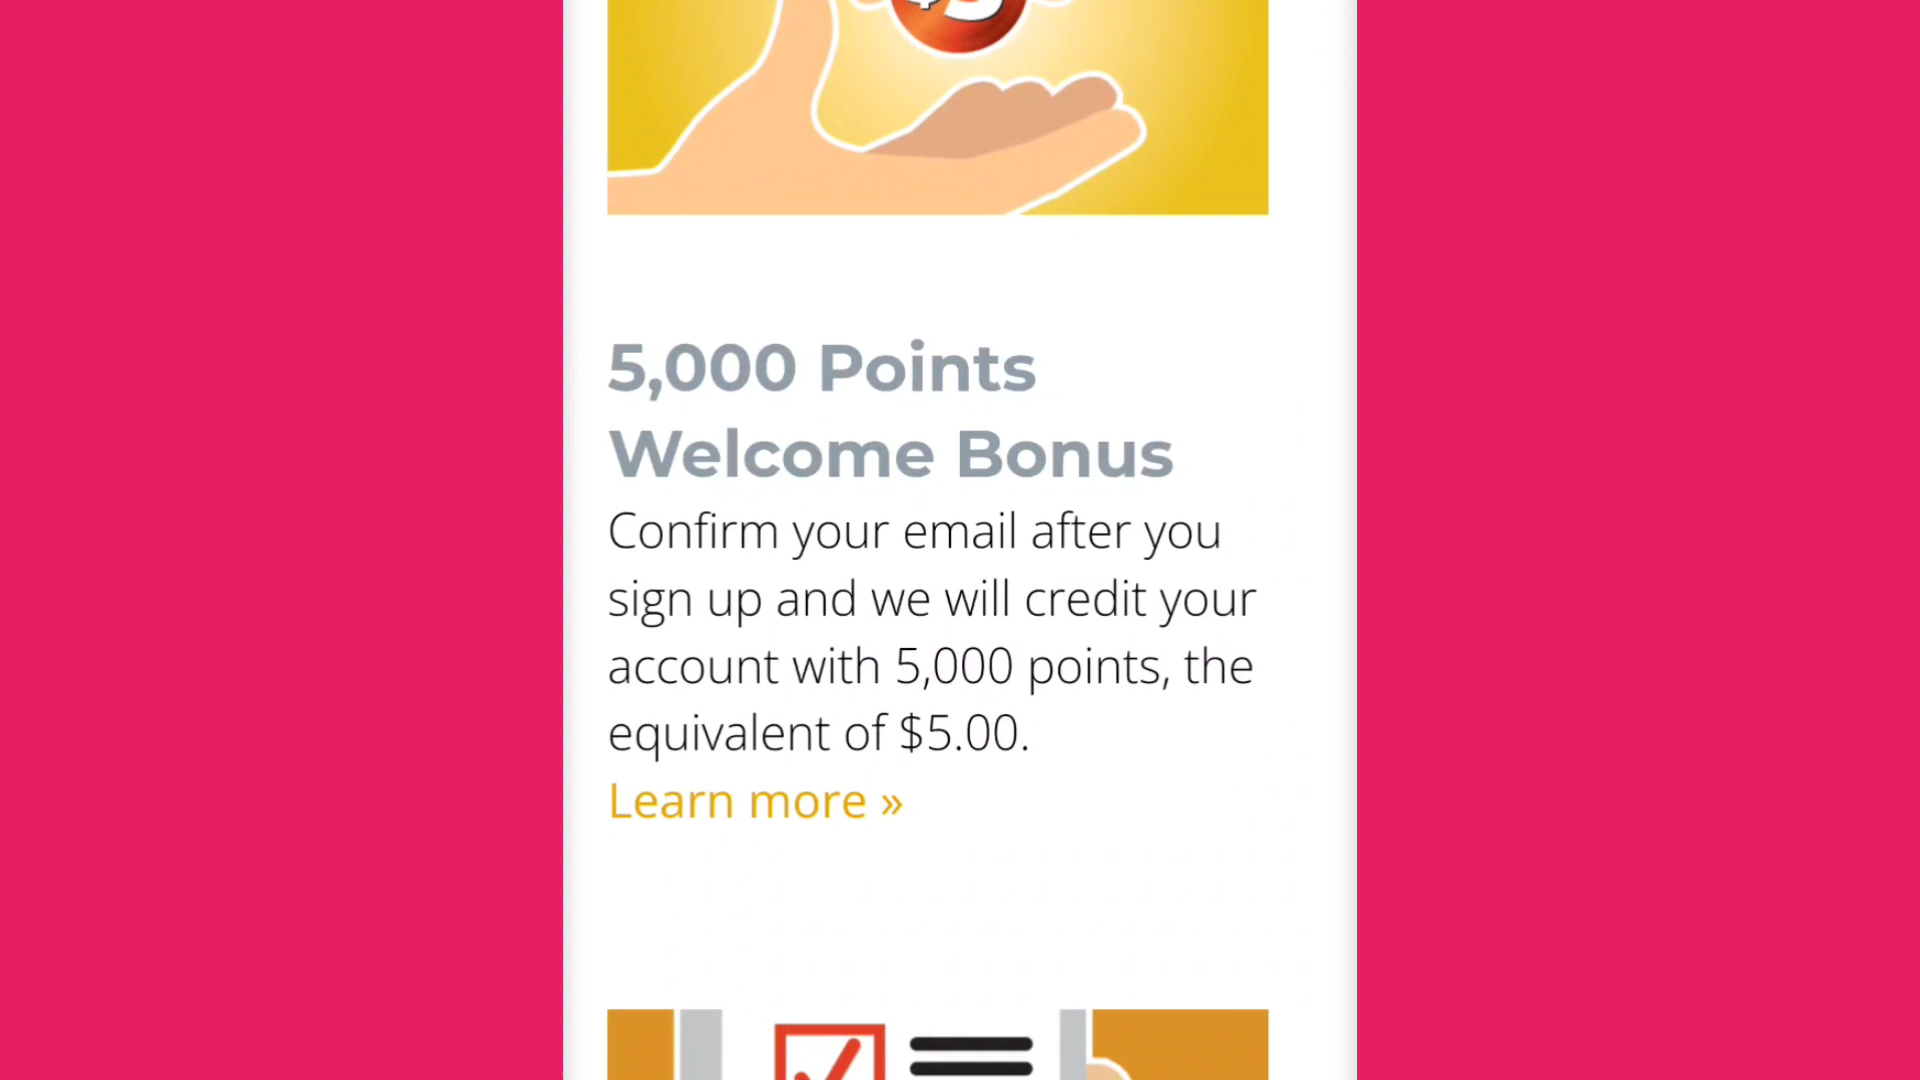 $5
5,000 Points
Welcome Bonus
Confirm your email after you
sign up and we will credit your
account with 5,000 points, the
equivalent of $5.00.
Learn more »